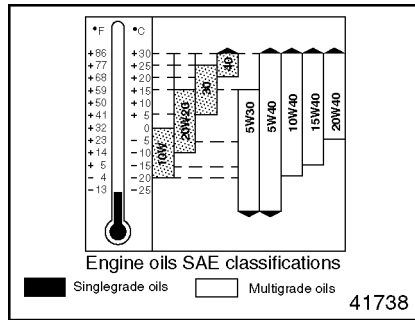 °F °C
+ 86 + 30
+ 77 + 25
+ 68 + 20
+ 59 + 15
+ 50 + 10
+ 41 + 5
+ 32 0
+ 23 - 5
+ 14 - 10
+ 5 - 15
- 4 - 20
- 13 - 25
10W
20W20
30
40
5W30
5W40
10W40
15W40
20W40
Engine oils SAE classifications
Singlegrade oils
Multigrade oils
41738